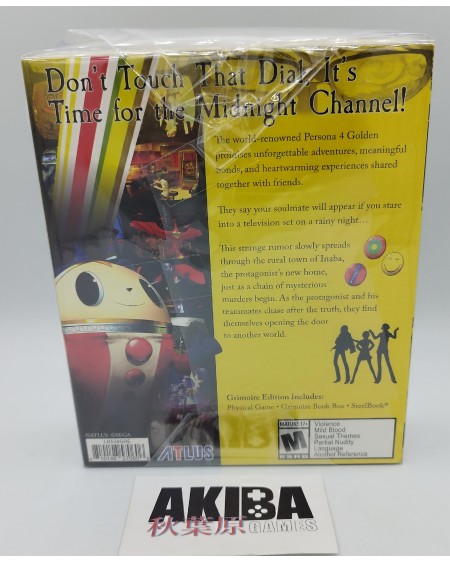 Don't Touch That Dial! It's
Time for the Midnight Channel!
The world-renowned Persona 4 Golden
promises unforgettable adventures, meaningful
bonds, and heartwarming experiences shared
together with friends.
They say your soulmate will appear if you stare
into a television set on a rainy night...
This strange rumor slowly spreads
through the rural town of Inaba,
the protagonist's new home,
just as a chain of mysterious
murders begin. As the protagonist and his
teammates chase after the truth, they find
themselves opening the door
to another world.
Grimoire Edition Includes:
Physical Game • Grimoire Book Box • SteelBook®
©ATLUS ©SEGA
ATLUS
MATURE 17+
M
ESRB
Violence
Mild Blood
Sexual Themes
Partial Nudity
Language
Alcohol Reference
AKIBA
秋葉原 GAMES